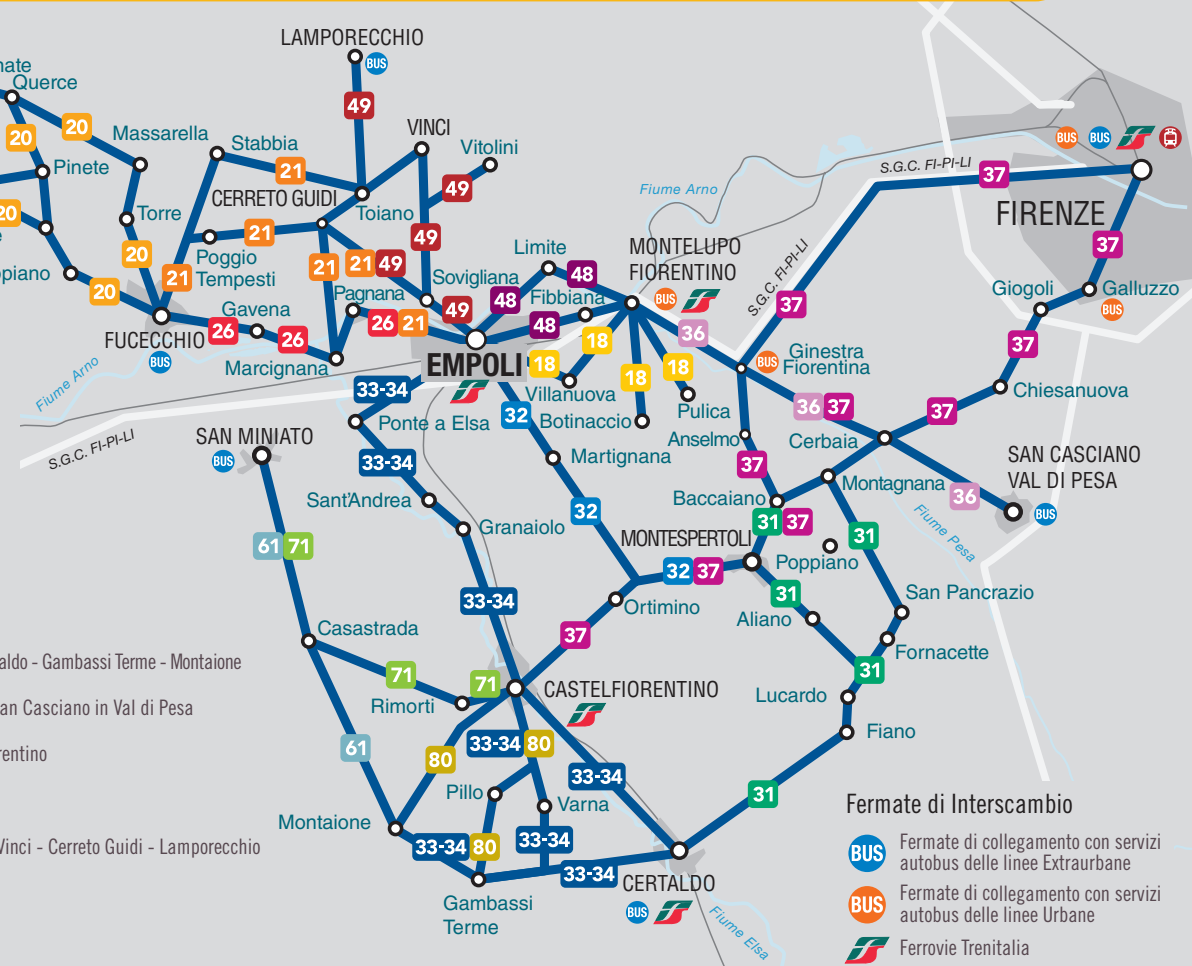 LAMPORECCHIO
BUS
nate
Querce
49
20
20
Massarella
Stabbia
VINCI
Vitolini
Pinete
21
49
CERRETO GUIDI
Toiano
20
Torre
21
Poggio
Tempesti
20
21
21
21 49
49
piano
20
Gavena
Pagnana
Sovigliana
49
Limite
48
48
Fibbiana
48
FUCECCHIO
BUS
26
26
26 21
Marcignana
EMPOLI
Fiume Arno
S.G.C. FI-PI-LI
Fiume Arno
MONTELUPO
FIORENTINO
BUS
S.G.C. FI-PI-LI
S.G.C. FI-PI-LI
37
BUS
BUS
FIRENZE
37
37
Giogoli
Galluzzo
BUS
37
Chiesanuova
36
18
18
18
18
Villanuova
Botinaccio
Pulica
BUS
Ginestra
Fiorentina
36 37
37
Cerbaia
Anselmo
37
SAN CASCIANO
VAL DI PESA
BUS
36
Montagnana
Fiume Pesa
Baccaiano
31 37
31
MONTESPERTOLI
Poppiano
33-34
Ponte a Elsa
32
Martignana
33-34
SAN MINIATO
BUS
Sant'Andrea
Granaiolo
32
61 71
33-34
32 37
Ortimino
31
Aliano
San Pancrazio
Fornacette
37
31
Casastrada
71
71
Rimorti
CASTELFIORENTINO
Lucardo
Fiano
61
80
33-34 80
33-34
31
Pillo
Varna
Montaione
33-34 80
33-34
33-34
Gambassi
Terme
CERTALDO
BUS
Fiume Elsa
aldo - Gambassi Terme - Montaione
an Casciano in Val di Pesa
rentino
Vinci - Cerreto Guidi - Lamporecchio
Fermate di Interscambio
BUS
Fermate di collegamento con servizi
autobus delle linee Extraurbane
BUS
Fermate di collegamento con servizi
autobus delle linee Urbane
Ferrovie Trenitalia